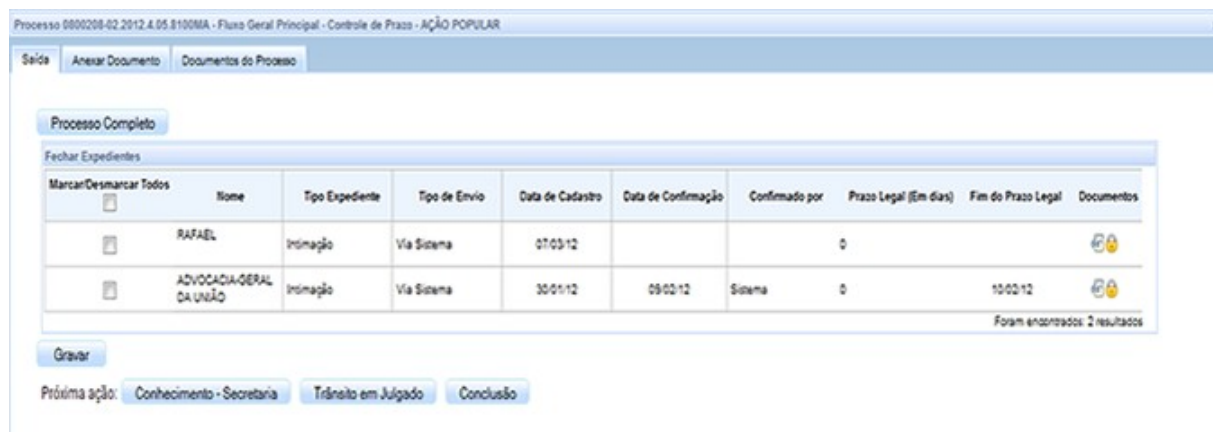 Processo 0800208-02.2012.4.05.8100MA - Fluxo Geral Principal - Controle de Prazo - AÇÃO POPULAR
Saída Anexar Documento Documentos do Processo
Processo Completo
Fechar Expedientes
Marcar/Desmarcar Todos Nome Tipo Expediente Tipo de Envio Data de Cadastro Data de Confirmação Confirmado por Prazo Legal (Em dias) Fim do Prazo Legal Documentos
RAFAEL Intimação Via Sistema 07/03/12 0
ADVOCACIA-GERAL DA UNIÃO Intimação Via Sistema 30/01/12 09/02/12 Sistema 0 10/02/12
Foram encontrados: 2 resultados
Gravar
Próxima ação: Conhecimento - Secretaria Trânsito em Julgado Conclusão